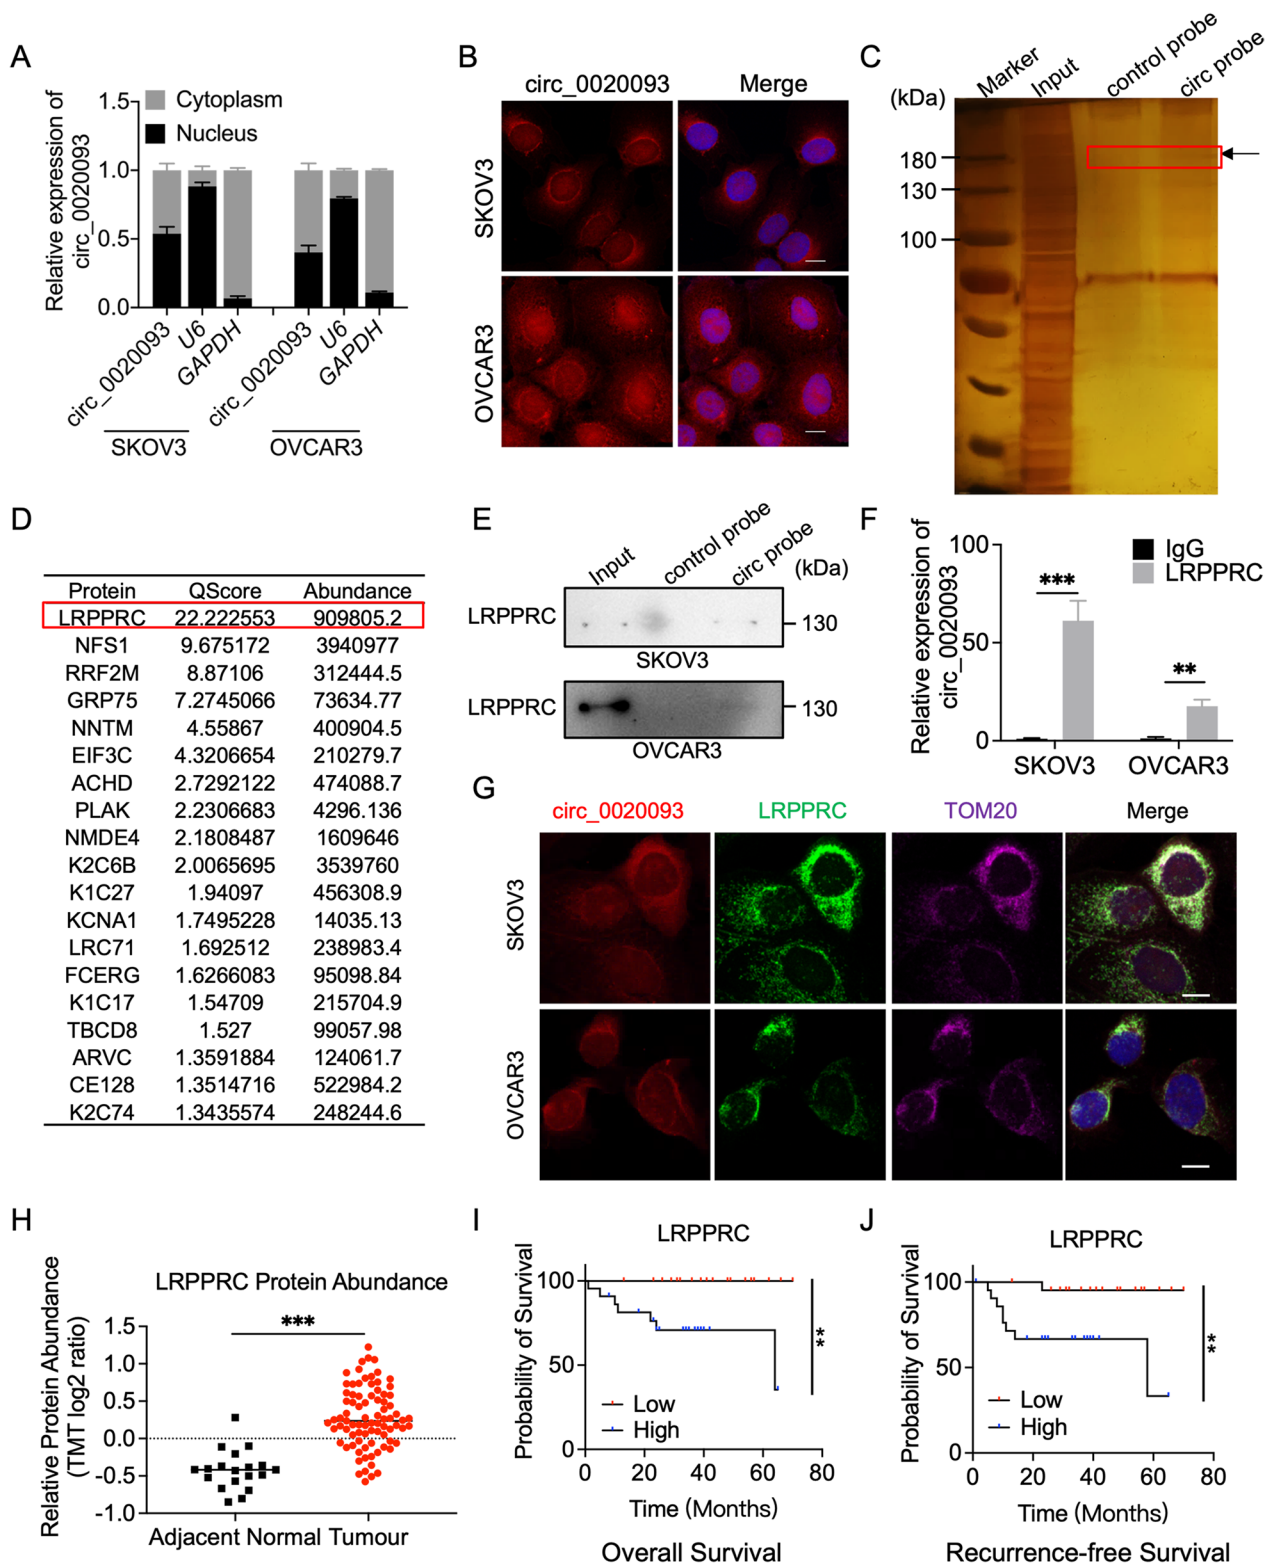 A
Relative expression of
circ_0020093
Cytoplasm
Nucleus
1.5
1.0
0.5
0.0
circ_0020093
U6
GAPDH
circ_0020093
U6
GAPDH
SKOV3
OVCAR3
B
circ_0020093
Merge
SKOV3
OVCAR3
C
(kDa)
Marker
Input
control probe
circ probe
180
130
100
D
Protein QScore Abundance
LRPPRC 22.222553 909805.2
NFS1 9.675172 3940977
RRF2M 8.87106 312444.5
GRP75 7.2745066 73634.77
NNTM 4.55867 400904.5
EIF3C 4.3206654 210279.7
ACHD 2.7292122 474088.7
PLAK 2.2306683 4296.136
NMDE4 2.1808487 1609646
K2C6B 2.0065695 3539760
K1C27 1.94097 456308.9
KCNA1 1.7495228 14035.13
LRC71 1.692512 238983.4
FCERG 1.6266083 95098.84
K1C17 1.54709 215704.9
TBCD8 1.527 99057.98
ARVC 1.3591884 124061.7
CE128 1.3514716 522984.2
K2C74 1.3435574 248244.6
E
Input
control probe
circ probe
(kDa)
LRPPRC
130
SKOV3
LRPPRC
130
OVCAR3
F
Relative expression of
circ_0020093
IgG
LRPPRC
100
50
0
***
**
SKOV3
OVCAR3
G
circ_0020093
LRPPRC
TOM20
Merge
SKOV3
OVCAR3
H
LRPPRC Protein Abundance
Relative Protein Abundance
(TMT log2 ratio)
***
1.5
1.0
0.5
0.0
-0.5
-1.0
Adjacent Normal Tumour
I
LRPPRC
Probability of Survival
100
50
0
Low
High
**
0 20 40 60 80
Time (Months)
Overall Survival
J
LRPPRC
Probability of Survival
100
50
0
Low
High
**
0 20 40 60 80
Time (Months)
Recurrence-free Survival